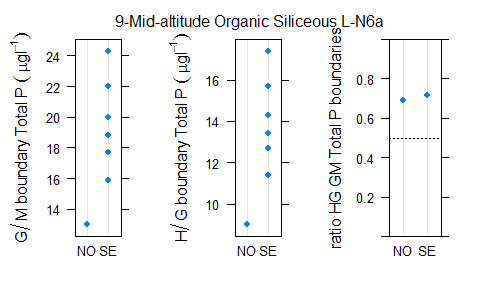 9-Mid-altitude Organic Siliceous L-N6a
G/M boundary Total P ( μgl⁻¹)
24
22
20
18
16
14
NO SE
H/G boundary Total P ( μgl⁻¹)
16
14
12
10
NO SE
ratio HG GM Total P boundaries
0.8
0.6
0.4
0.2
NO SE